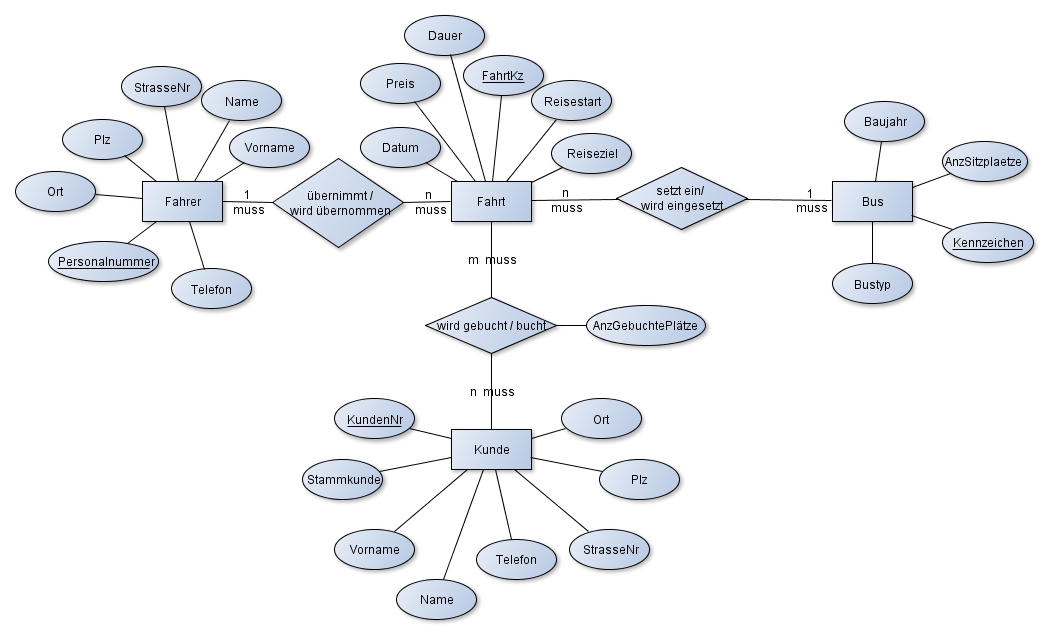 Dauer
Preis
FahrtKz
StrasseNr
Name
Reisestart
Baujahr
Plz
Vorname
Datum
Reiseziel
AnzSitzplaetze
Ort
Fahrer
1
muss
übernimmt /
wird übernommen
n
muss
Fahrt
n
muss
setzt ein/
wird eingesetzt
1
muss
Bus
Kennzeichen
Personalnummer
Telefon
m muss
Bustyp
wird gebucht / bucht
AnzGebuchtePlätze
n muss
KundenNr
Ort
Kunde
Stammkunde
Plz
Vorname
Telefon
StrasseNr
Name